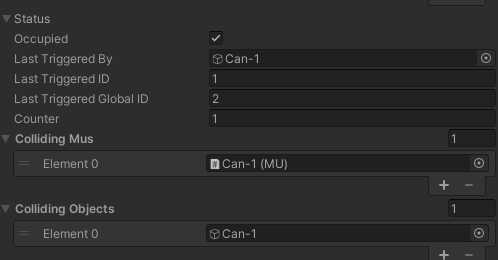 Status
Occupied
Last Triggered By Can-1
Last Triggered ID 1
Last Triggered Global ID 2
Counter 1
Colliding Mus 1
Element 0 Can-1 (MU)
Colliding Objects 1
Element 0 Can-1